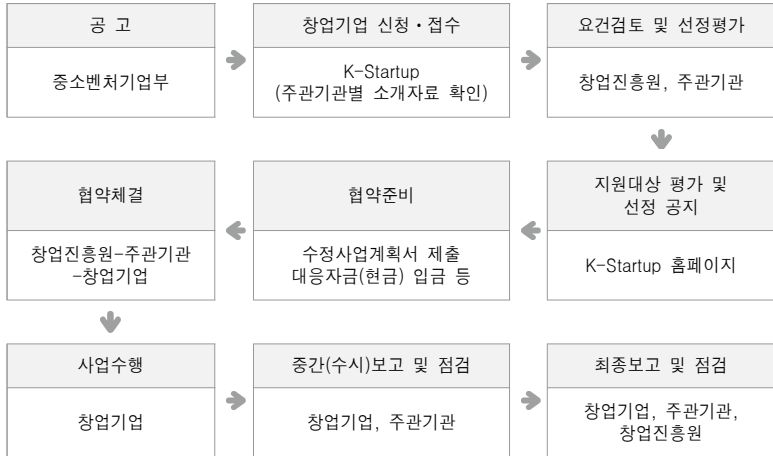 공 고
중소벤처기업부
창업기업 신청・접수
K-Startup
(주관기관별 소개자료 확인)
요건검토 및 선정평가
창업진흥원, 주관기관
지원대상 평가 및
선정 공지
K-Startup 홈페이지
협약준비
수정사업계획서 제출
대응자금(현금) 입금 등
협약체결
창업진흥원-주관기관
-창업기업
사업수행
창업기업
중간(수시)보고 및 점검
창업기업, 주관기관
최종보고 및 점검
창업기업, 주관기관,
창업진흥원